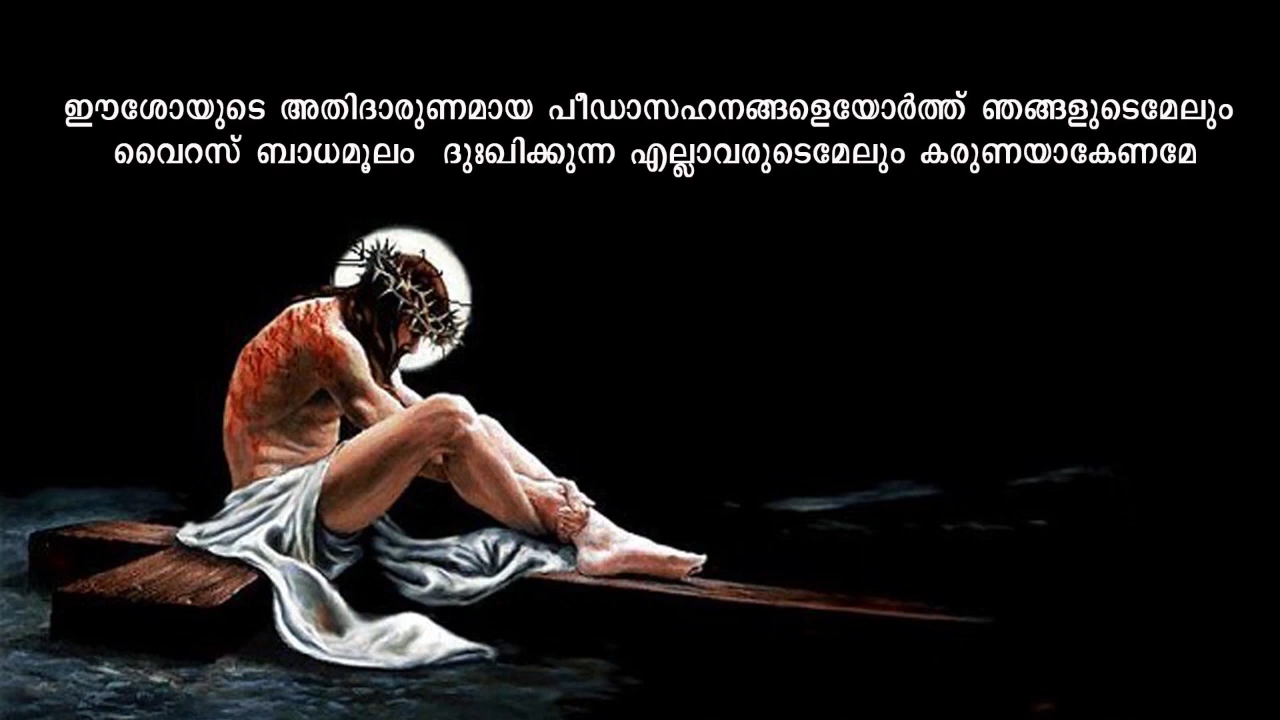 ഈശോയുടെ അതിദാരുണമായ പീഡാസഹനങ്ങളെയോർത്ത് ഞങ്ങളുടെമേലും
വൈറസ് ബാധമൂലം ദുഃഖിക്കുന്ന എല്ലാവരുടെമേലും കരുണയാകേണമേ